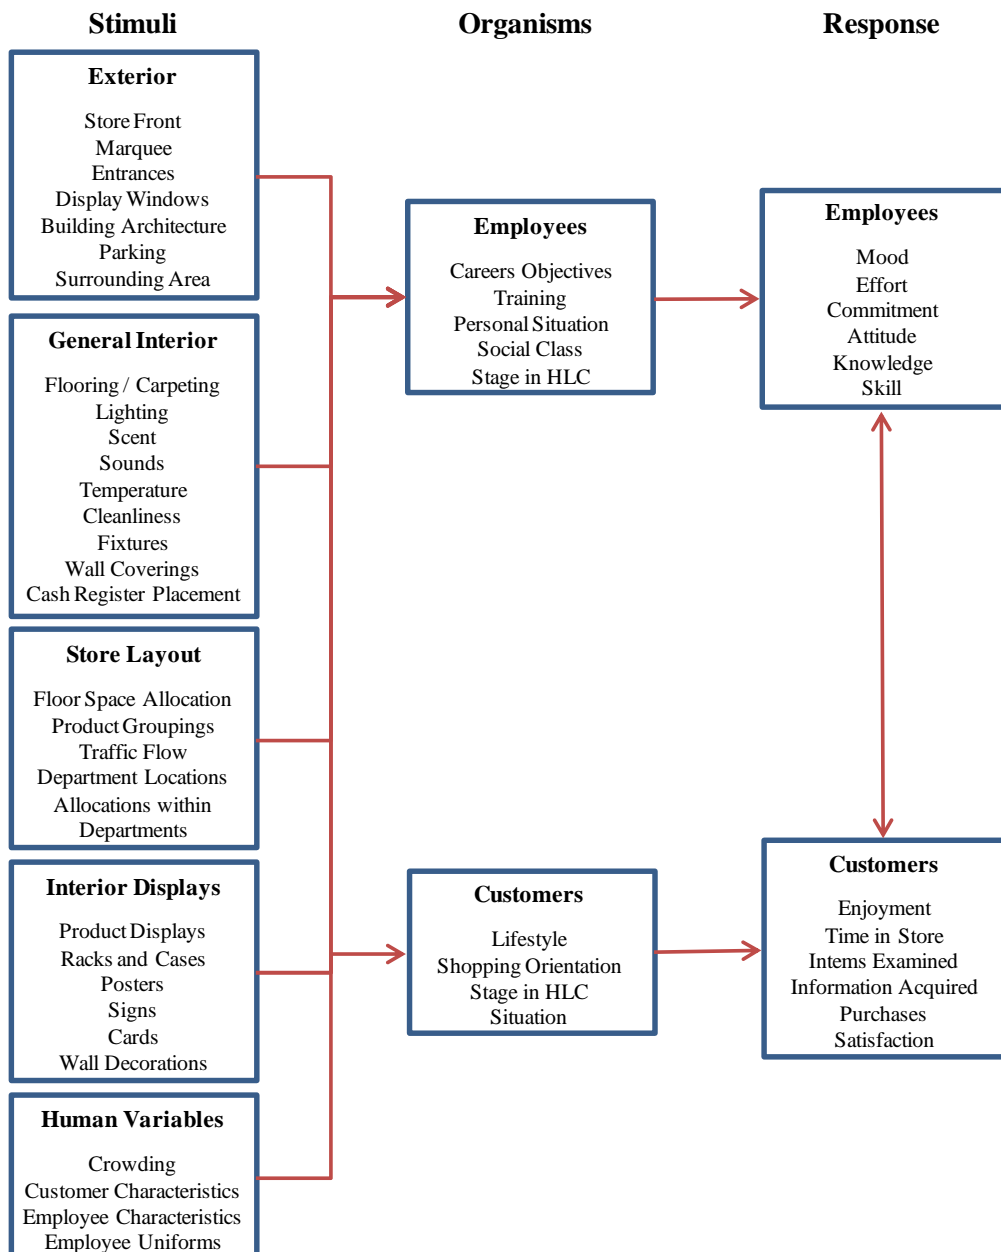 Stimuli
Organisms
Response
Exterior
Store Front
Marquee
Entrances
Display Windows
Building Architecture
Parking
Surrounding Area
General Interior
Flooring / Carpeting
Lighting
Scent
Sounds
Temperature
Cleanliness
Fixtures
Wall Coverings
Cash Register Placement
Store Layout
Floor Space Allocation
Product Groupings
Traffic Flow
Department Locations
Allocations within
Departments
Interior Displays
Product Displays
Racks and Cases
Posters
Signs
Cards
Wall Decorations
Human Variables
Crowding
Customer Characteristics
Employee Characteristics
Employee Uniforms
Employees
Careers Objectives
Training
Personal Situation
Social Class
Stage in HLC
Customers
Lifestyle
Shopping Orientation
Stage in HLC
Situation
Employees
Mood
Effort
Commitment
Attitude
Knowledge
Skill
Customers
Enjoyment
Time in Store
Intems Examined
Information Acquired
Purchases
Satisfaction